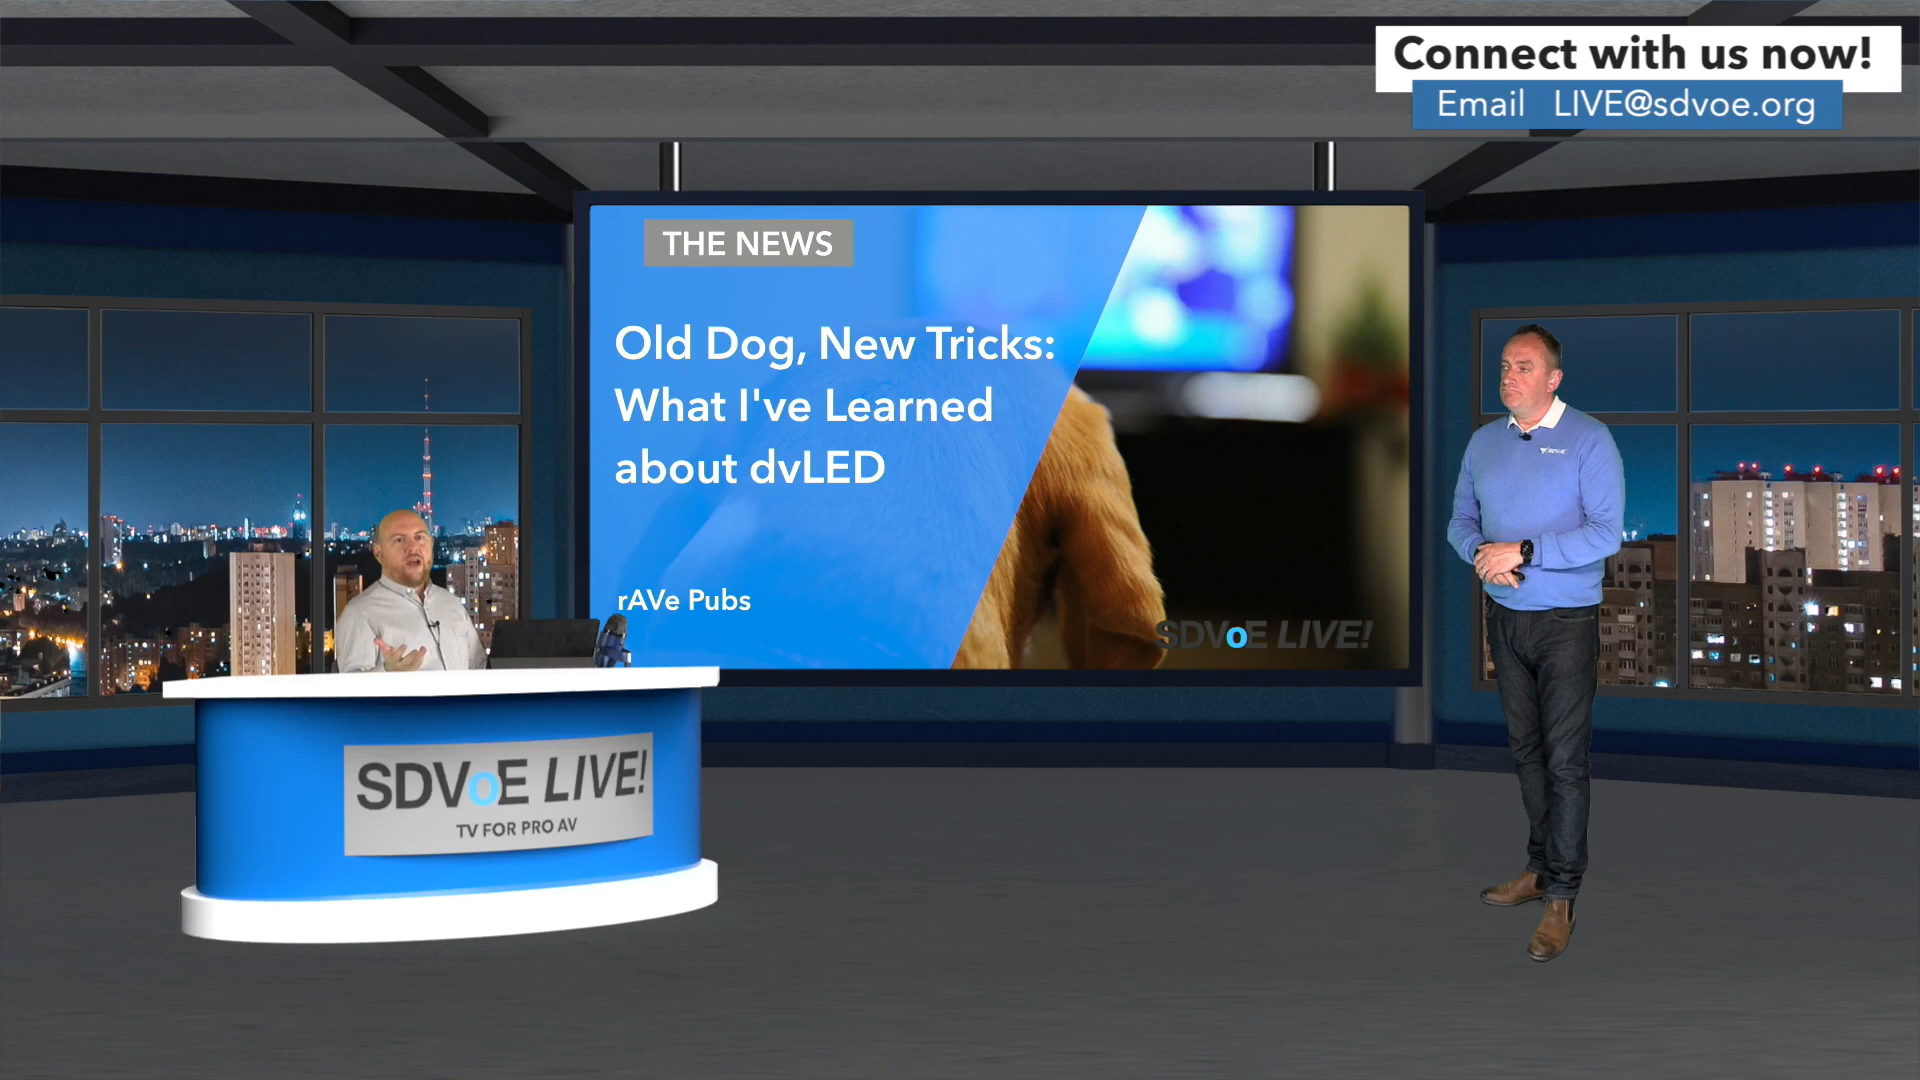 Connect with us now!
Email LIVE@sdvoe.org
THE NEWS
Old Dog, New Tricks:
What I've Learned
about dvLED
rAVe Pubs
SDVoE LIVE!
SDVoE LIVE!
TV FOR PRO AV